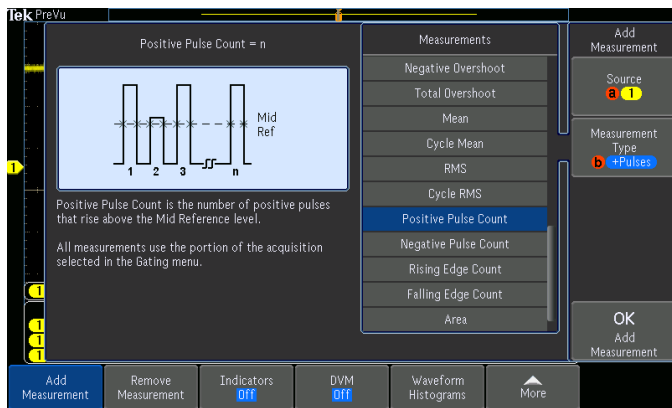 Tek PreVu
Positive Pulse Count = n
Mid
Ref
1 2 3 n
Positive Pulse Count is the number of positive pulses
that rise above the Mid Reference level.
All measurements use the portion of the acquisition
selected in the Gating menu.
Measurements
Negative Overshoot
Total Overshoot
Mean
Cycle Mean
RMS
Cycle RMS
Positive Pulse Count
Negative Pulse Count
Rising Edge Count
Falling Edge Count
Area
Add
Measurement
Source
a 1
Measurement
Type
b +Pulses
OK
Add
Measurement
1
1
1
1
1
Add
Measurement
Remove
Measurement
Indicators
Off
DVM
Off
Waveform
Histograms
More